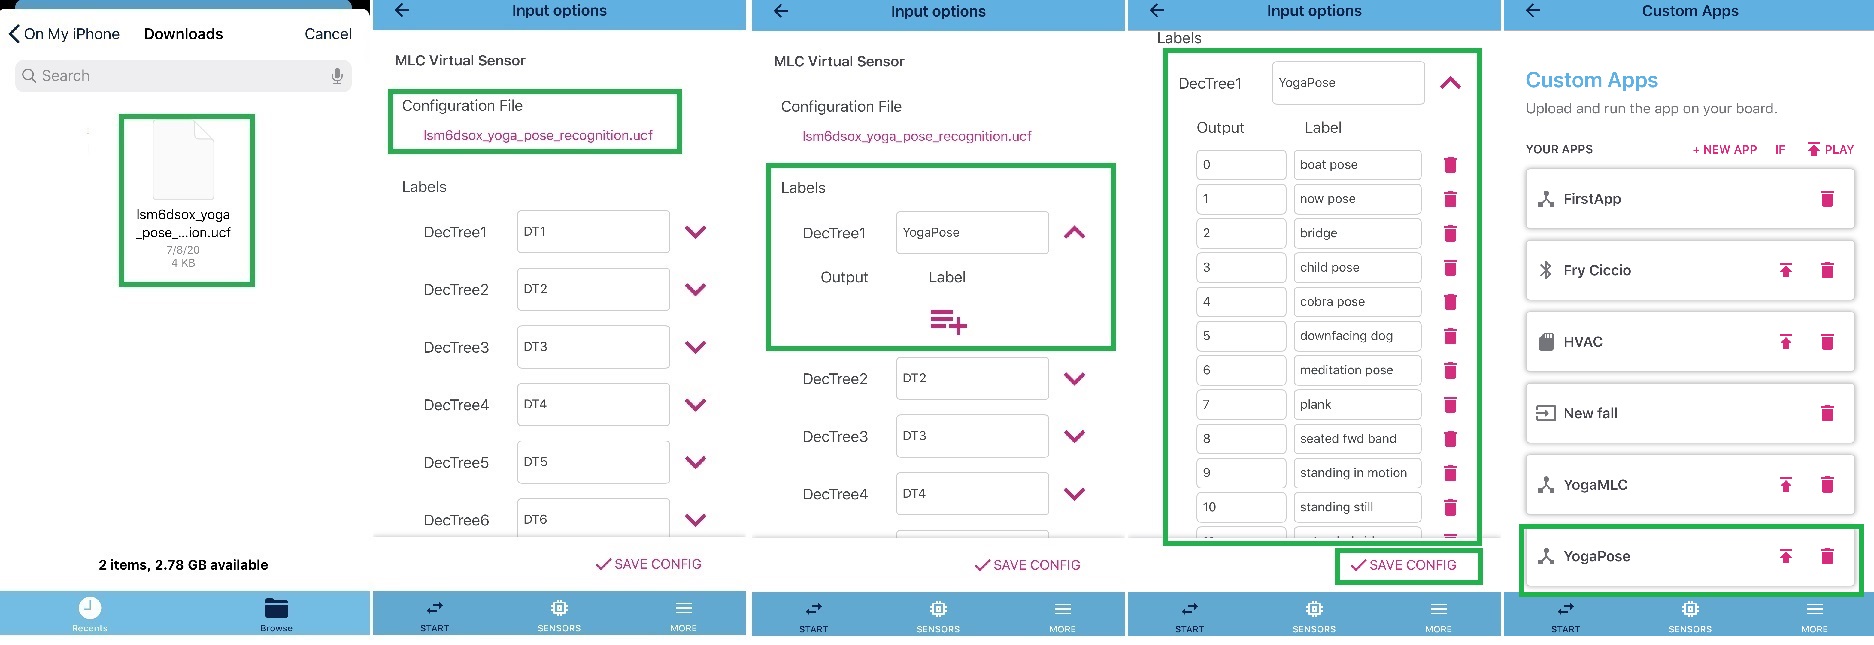 On My iPhone Downloads Cancel
Search
lsm6dsox_yoga
_pose_...ion.ucf
7/8/20
4 KB
2 items, 2.78 GB available
Recents Browse
Input options
MLC Virtual Sensor
Configuration File
lsm6dsox_yoga_pose_recognition.ucf
Labels
DecTree1 DT1
DecTree2 DT2
DecTree3 DT3
DecTree4 DT4
DecTree5 DT5
DecTree6 DT6
SAVE CONFIG
START SENSORS MORE
Input options
MLC Virtual Sensor
Configuration File
lsm6dsox_yoga_pose_recognition.ucf
Labels
DecTree1 YogaPose
Output Label
DecTree2 DT2
DecTree3 DT3
DecTree4 DT4
SAVE CONFIG
START SENSORS MORE
Input options
Labels
DecTree1 YogaPose
Output Label
0 boat pose
1 now pose
2 bridge
3 child pose
4 cobra pose
5 downfacing dog
6 meditation pose
7 plank
8 seated fwd band
9 standing in motion
10 standing still
SAVE CONFIG
START SENSORS MORE
Custom Apps
Custom Apps
Upload and run the app on your board.
YOUR APPS + NEW APP IF PLAY
FirstApp
Fry Ciccio
HVAC
New fall
YogaMLC
YogaPose
START SENSORS MORE